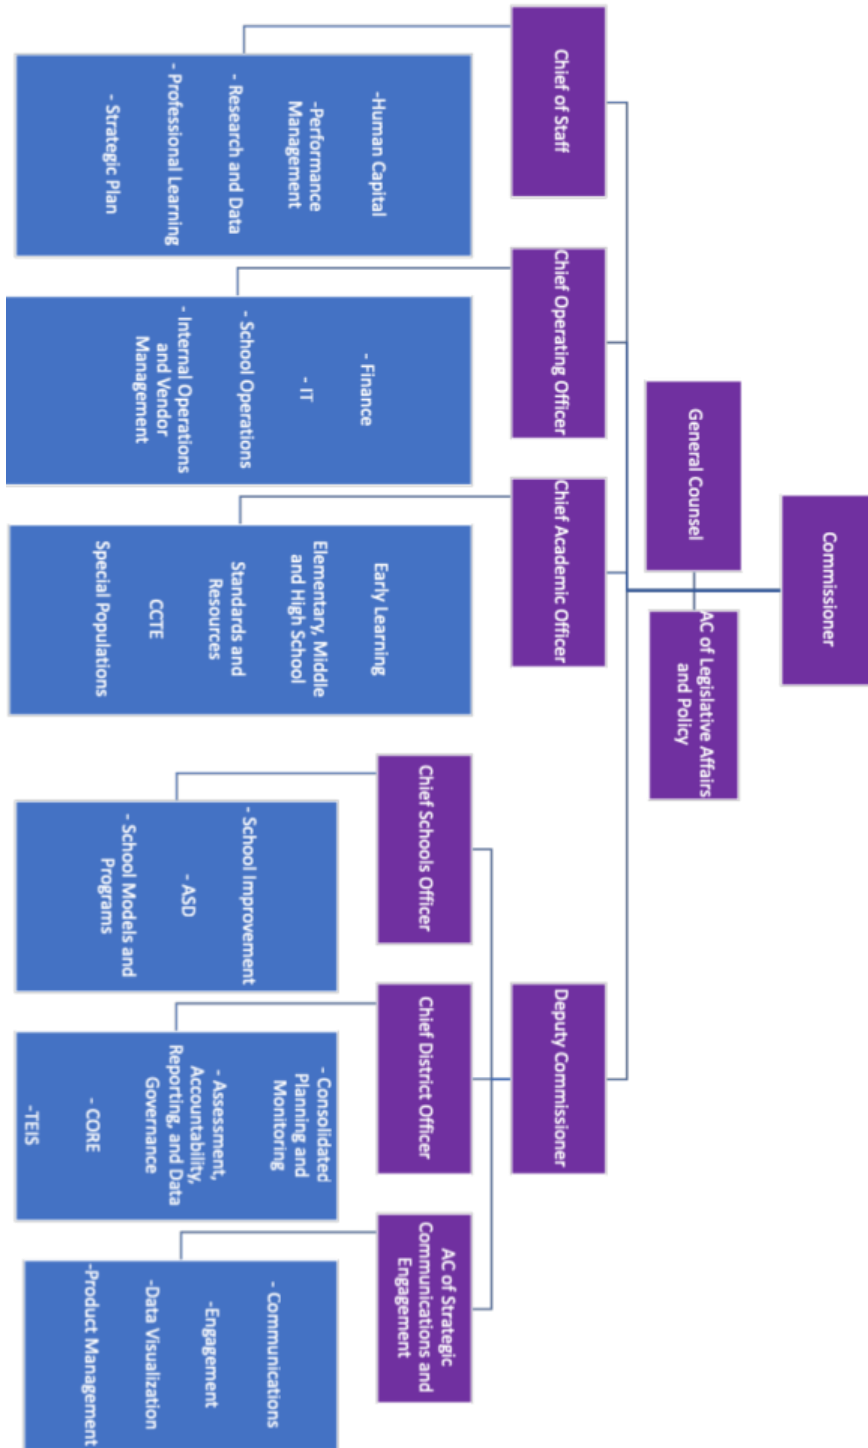 Commissioner
General Counsel
AC of Legislative Affairs
and Policy
Chief of Staff
Chief Operating Officer
Chief Academic Officer
Deputy Commissioner
-Human Capital
-Performance
Management
- Research and Data
- Professional Learning
- Strategic Plan
- Finance
- IT
- School Operations
- Internal Operations
and Vendor
Management
Early Learning
Elementary, Middle
and High School
Standards and
Resources
CCTE
Special Populations
Chief Schools Officer
Chief District Officer
AC of Strategic
Communications and
Engagement
- School Improvement
- ASD
- School Models and
Programs
- Consolidated
Planning and
Monitoring
- Assessment,
Accountability,
Reporting, and Data
Governance
- CORE
-TEIS
- Communications
-Engagement
-Data Visualization
-Product Management